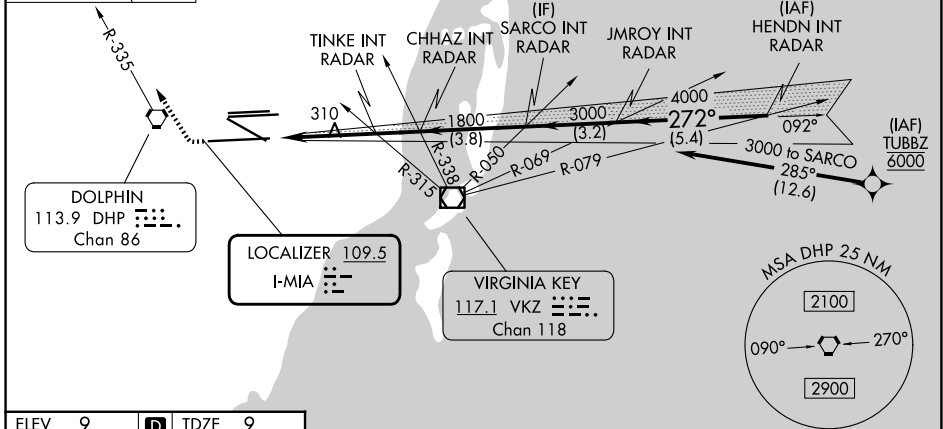 R-335
(IF)
(IAF)
TINKE INT
RADAR
CHHAZ INT
RADAR
SARCO INT
RADAR
JMROY INT
RADAR
HENDN INT
RADAR
310
1800
(3.8)
3000
(3.2)
4000
272°
(5.4)
092°
(IAF)
TUBBZ
6000
3000 to SARCO
285°
(12.6)
R-315
R-338
R-050
R-069
R-079
DOLPHIN
113.9 DHP
Chan 86
LOCALIZER 109.5
I-MIA
VIRGINIA KEY
117.1 VKZ
Chan 118
MSA DHP 25 NM
2100
090°
270°
2900
ELEV 9 D TDZE 9